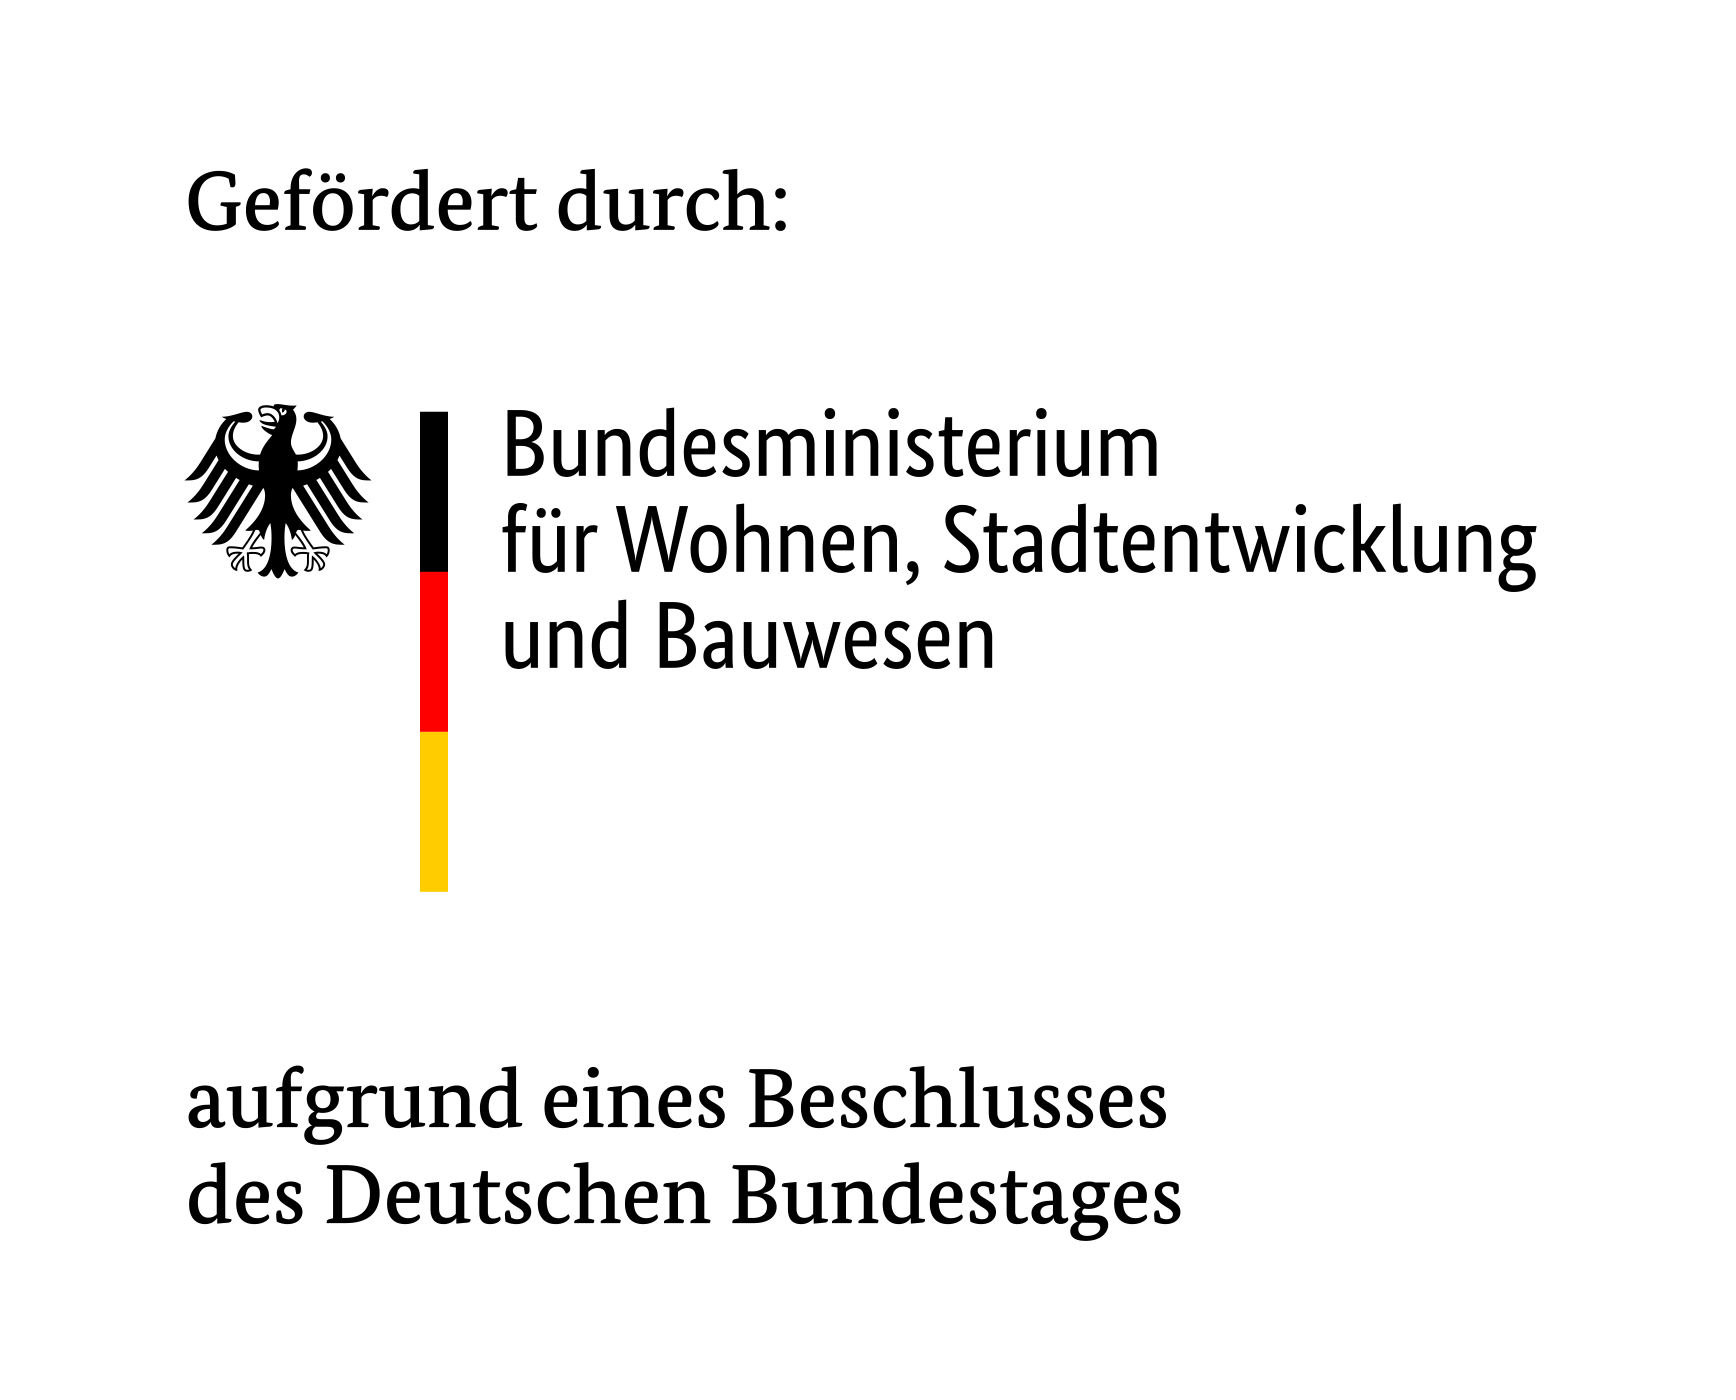 Gefördert durch:
Bundesministerium
für Wohnen, Stadtentwicklung
und Bauwesen
aufgrund eines Beschlusses
des Deutschen Bundestages